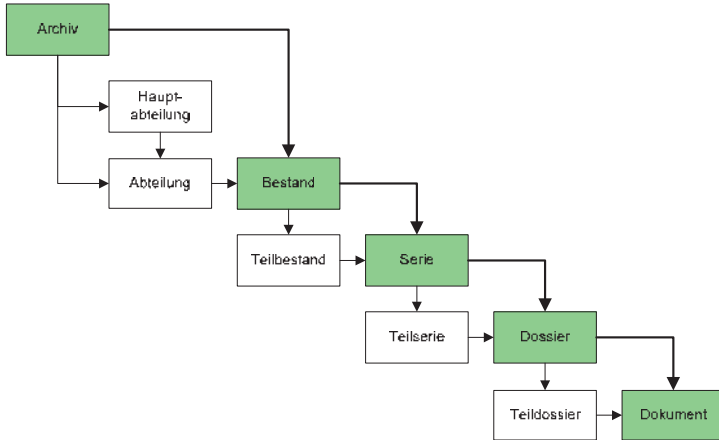 Archiv
Haupt-
abteilung
Abteilung
Bestand
Teilbestand
Serie
Teilserie
Dossier
Teildossier
Dokument